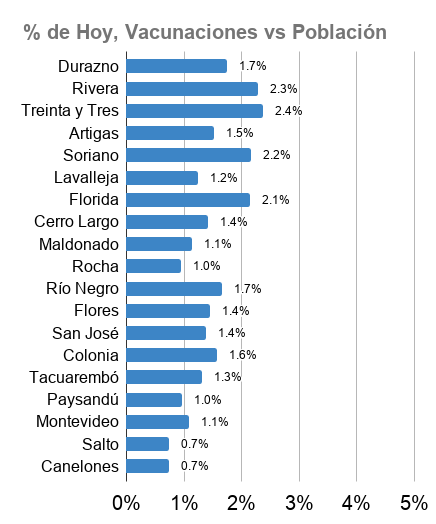 % de Hoy, Vacunaciones vs Población
Durazno 1.7%
Rivera 2.3%
Treinta y Tres 2.4%
Artigas 1.5%
Soriano 2.2%
Lavalleja 1.2%
Florida 2.1%
Cerro Largo 1.4%
Maldonado 1.1%
Rocha 1.0%
Río Negro 1.7%
Flores 1.4%
San José 1.4%
Colonia 1.6%
Tacuarembó 1.3%
Paysandú 1.0%
Montevideo 1.1%
Salto 0.7%
Canelones 0.7%
0% 1% 2% 3% 4% 5%